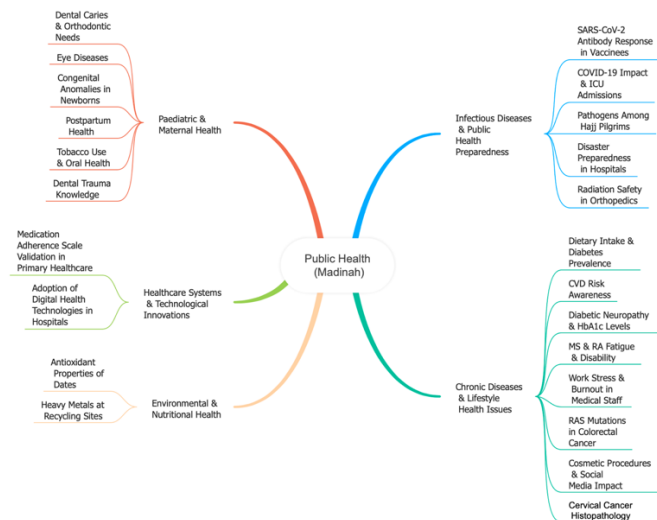 Dental Caries
& Orthodontic
Needs
Eye Diseases
Congenital
Anomalies in
Newborns
Postpartum
Health
Tobacco Use
& Oral Health
Dental Trauma
Knowledge
Paediatric &
Maternal Health
Medication
Adherence Scale
Validation in
Primary Healthcare
Adoption of
Digital Health
Technologies in
Hospitals
Healthcare Systems
& Technological
Innovations
Antioxidant
Properties of
Dates
Heavy Metals at
Recycling Sites
Environmental &
Nutritional Health
Public Health
(Madinah)
Infectious Diseases
& Public
Health
Preparedness
SARS-CoV-2
Antibody Response
in Vaccinees
COVID-19 Impact
& ICU
Admissions
Pathogens Among
Hajj Pilgrims
Disaster
Preparedness
in Hospitals
Radiation Safety
in Orthopedics
Chronic Diseases
& Lifestyle
Health Issues
Dietary Intake &
Diabetes
Prevalence
CVD Risk
Awareness
Diabetic Neuropathy
& HbA1c Levels
MS & RA Fatigue
& Disability
Work Stress &
Burnout in
Medical Staff
RAS Mutations
in Colorectal
Cancer
Cosmetic Procedures
& Social
Media Impact
Cervical Cancer
Histopathology